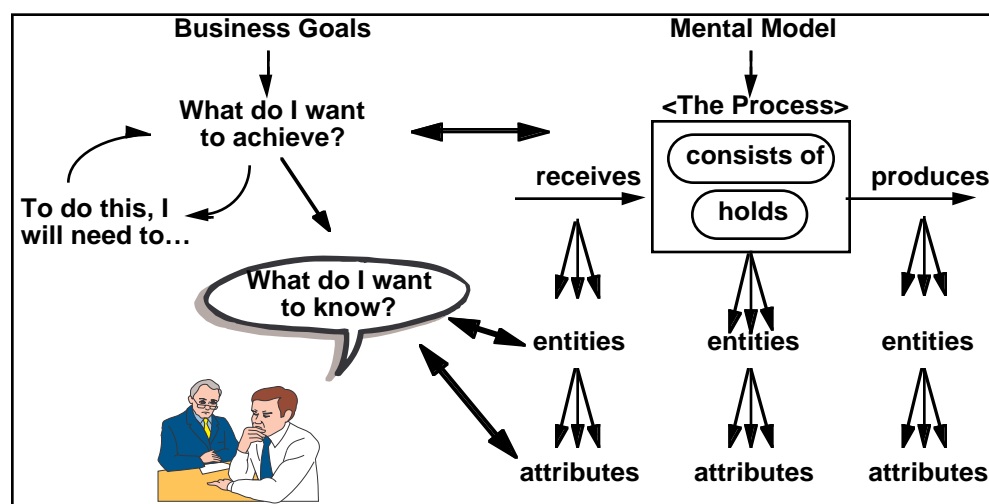 Business Goals
Mental Model
What do I want
to achieve?
To do this, I
will need to…
What do I want
to know?
<The Process>
receives
consists of
holds
produces
entities
entities
entities
attributes
attributes
attributes